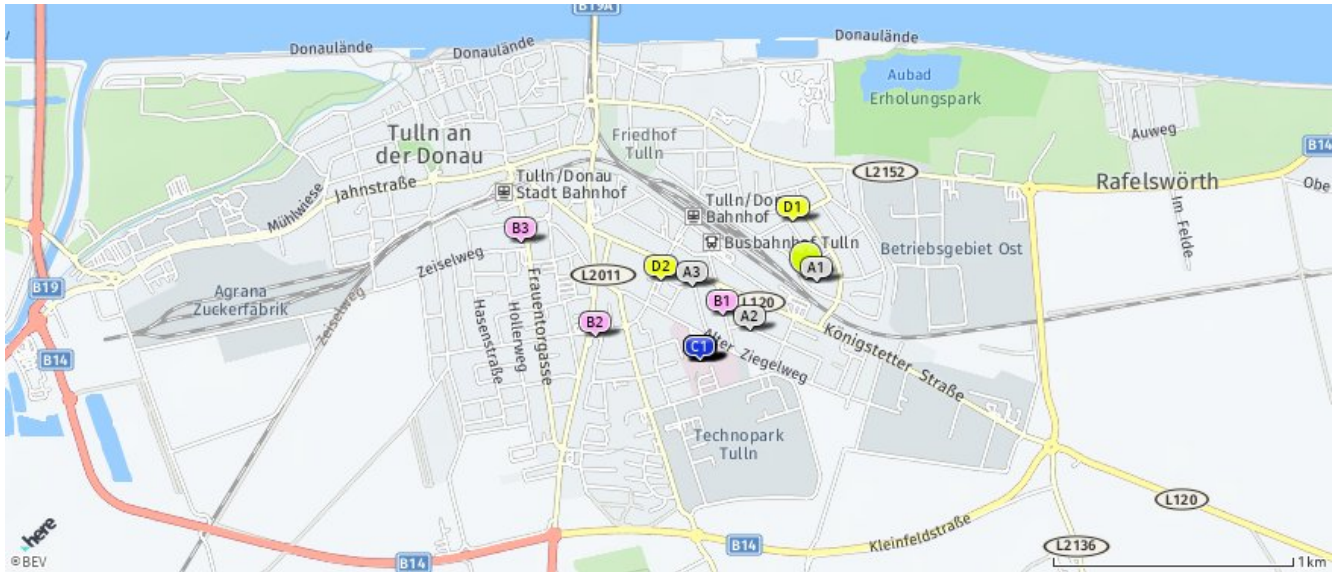 B19A
Donaulände
Donaulände
Donaulände
Aubad
Erholungspark
Tulln an
der Donau
Friedhof
Tulln
Auweg
B14
L2152
Rafelswörth
Obe
Jahnstraße
Mühlwiese
Tulln/Donau
Stadt Bahnhof
Tulln/Do
Bahnhof
D1
Im Felde
B3
Busbahnhof Tulln
Betriebsgebiet Ost
Zeiselweg
L2011
D2
A3
A1
B19
Agrana
Zuckerfabrik
Zeiselweg
Hasenstraße
Hollerweg
Frauentorgasse
B1
L120
A2
B2
C1
Alter Ziegelweg
Königstetter Straße
B14
Technopark
Tulln
L120
Kleinfeldstraße
B14
B14
L2136
here
©BEV
1km